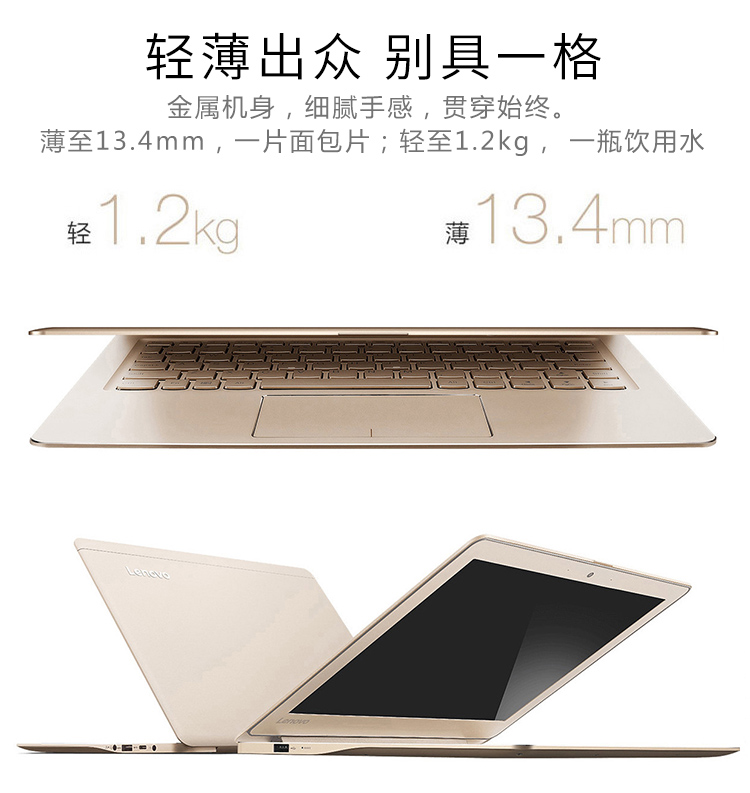 轻薄出众 别具一格
金属机身，细腻手感，贯穿始终。
薄至13.4mm，一片面包片；轻至1.2kg， 一瓶饮用水
轻1.2kg
薄13.4mm
Lenovo
Lenovo